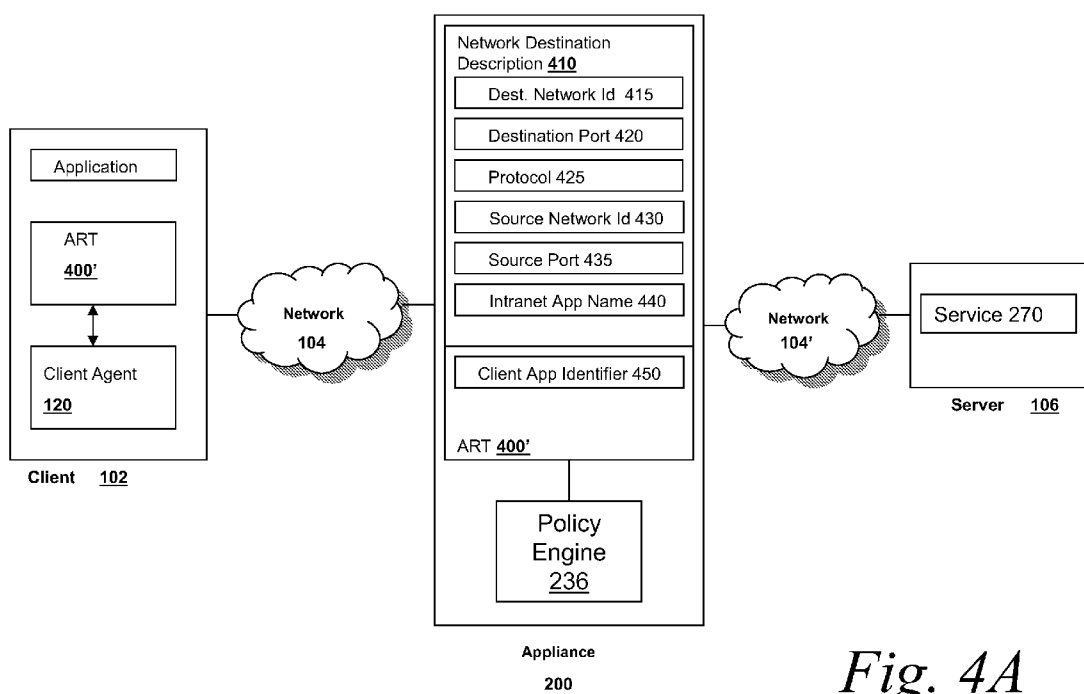 Application
ART
400’
Client Agent
120
Client 102
Network
104
Network Destination
Description 410
Dest. Network Id 415
Destination Port 420
Protocol 425
Source Network Id 430
Source Port 435
Intranet App Name 440
Client App Identifier 450
ART 400’
Policy
Engine
236
Appliance
200
Network
104’
Service 270
Server 106
Fig. 4A